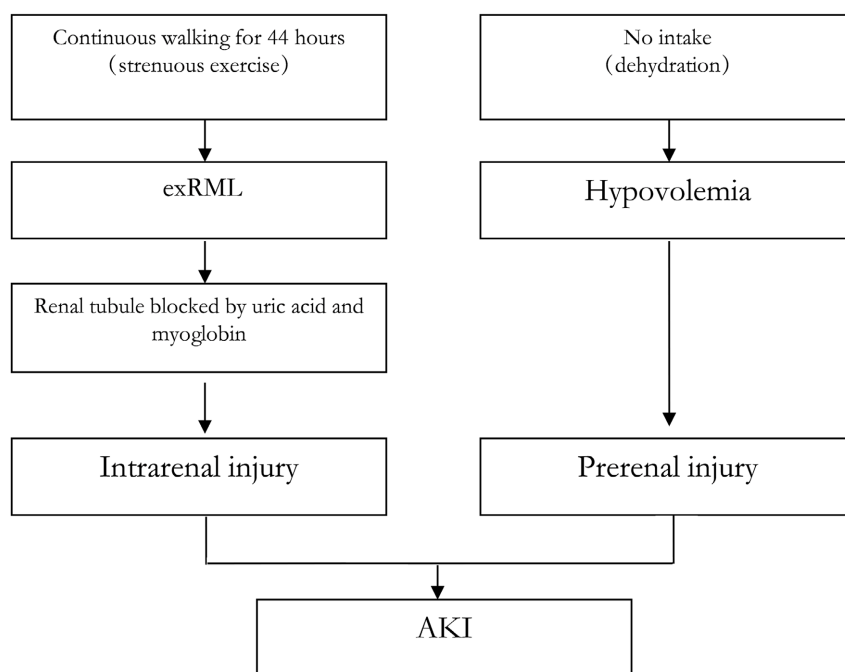 Continuous walking for 44 hours
（strenuous exercise）
No intake
（dehydration）
exRML
Hypovolemia
Renal tubule blocked by uric acid and
myoglobin
Intrarenal injury
Prerenal injury
AKI